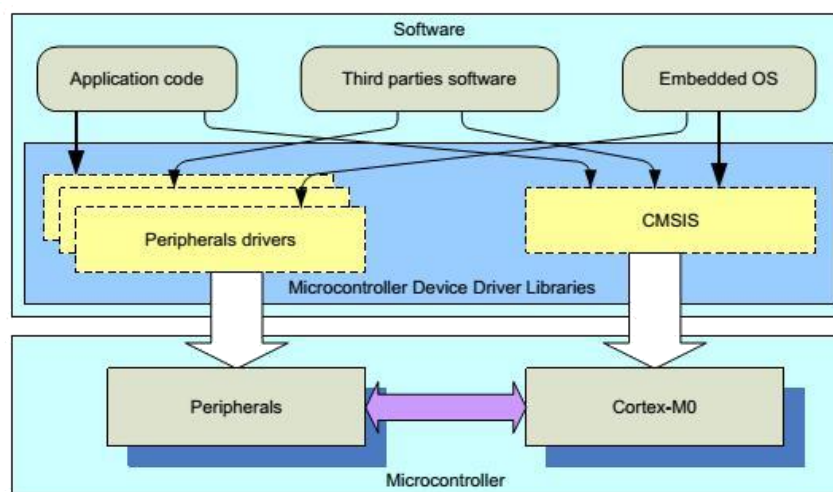 Software
Application code
Third parties software
Embedded OS
Peripherals drivers
CMSIS
Microcontroller Device Driver Libraries
Peripherals
Cortex-M0
Microcontroller